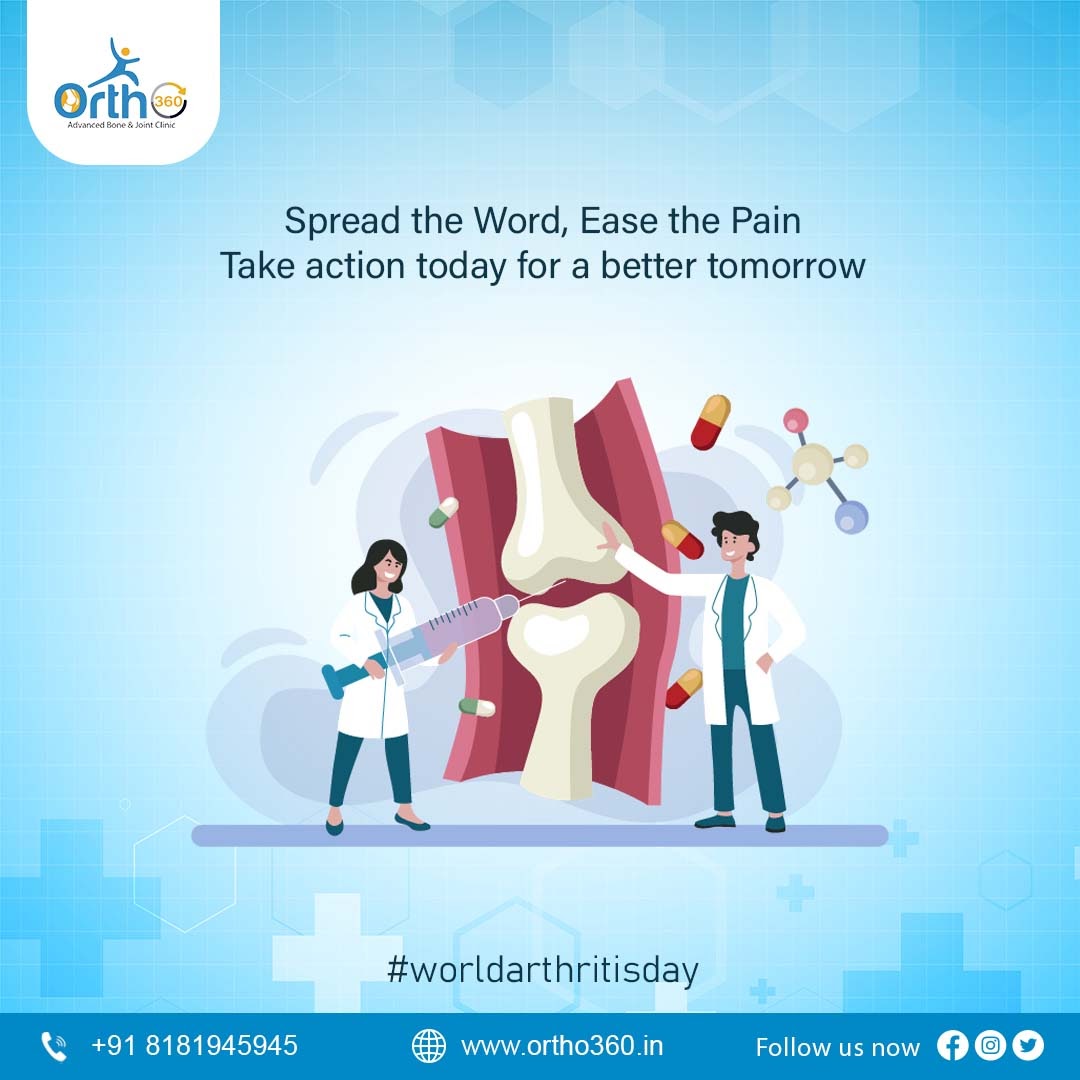 Ortho 360
Advanced Bone & Joint Clinic
Spread the Word, Ease the Pain
Take action today for a better tomorrow
#worldarthritisday
+91 8181945945
www.ortho360.in
Follow us now